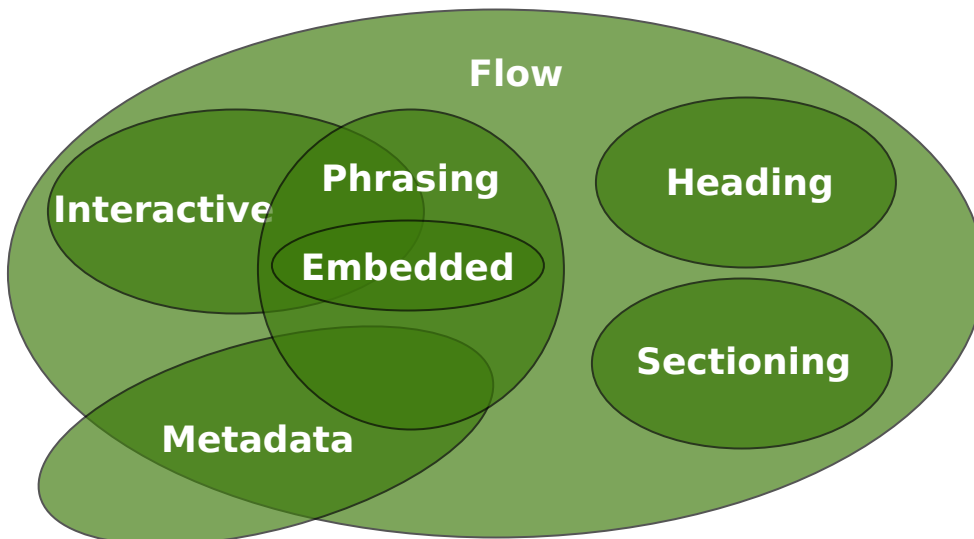 Flow
Phrasing
Heading
Interactive
Embedded
Sectioning
Metadata